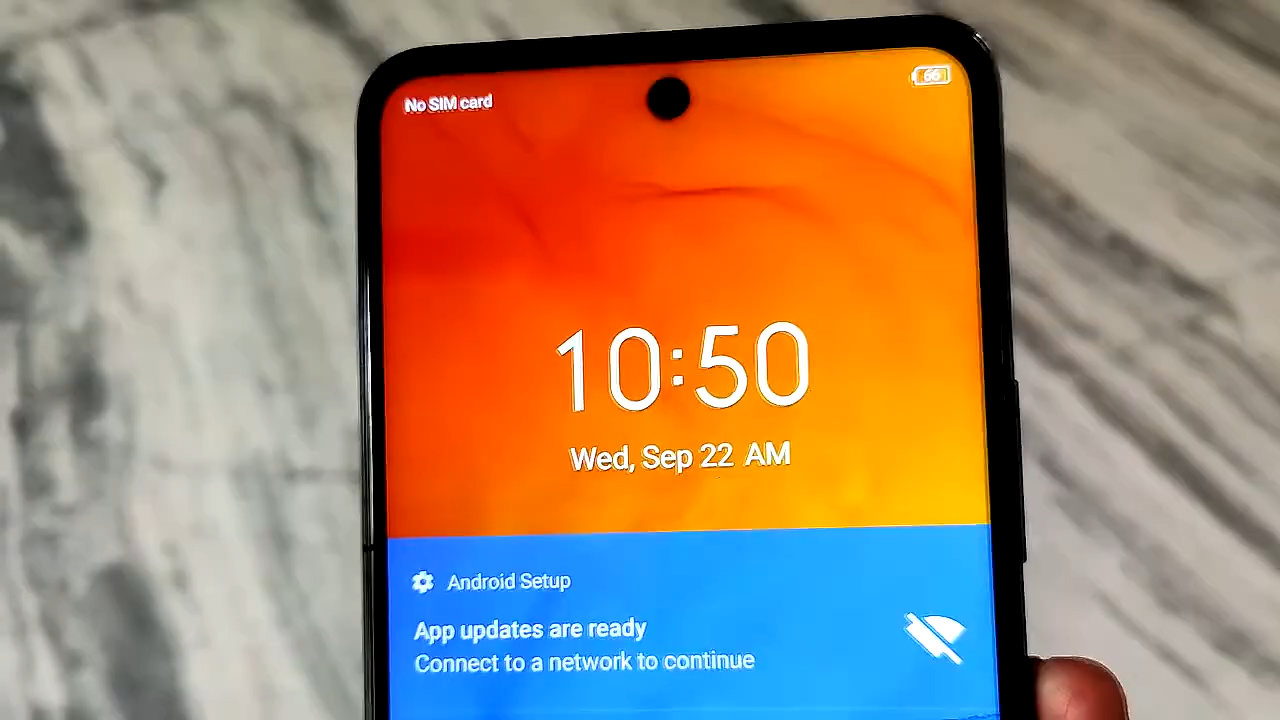 No SIM card
66
10:50
Wed, Sep 22 AM
Android Setup
App updates are ready
Connect to a network to continue